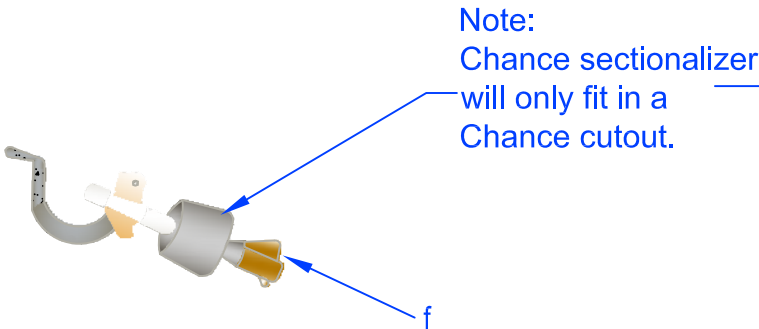 Note:
Chance sectionalizer
will only fit in a
Chance cutout.
f